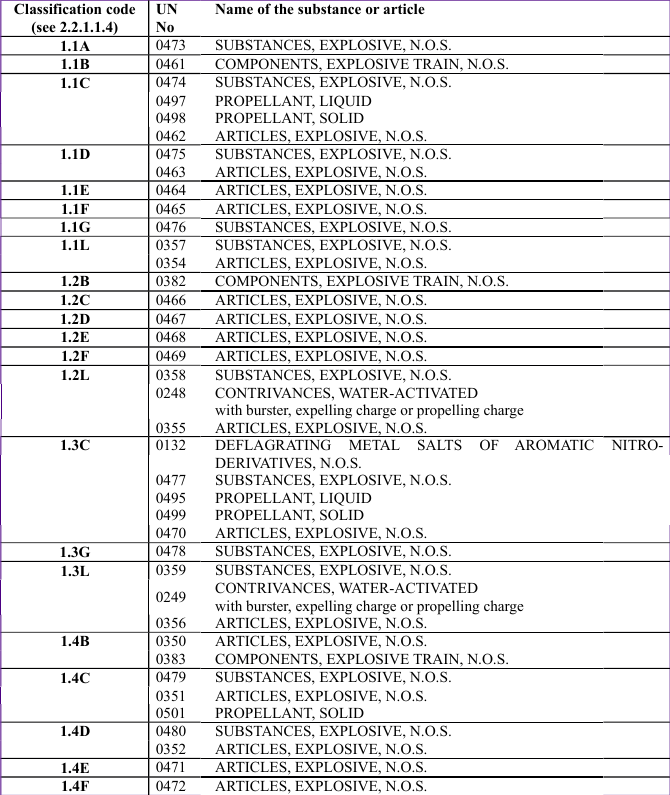 Classification code UN Name of the substance or article
(see 2.2.1.1.4) No
1.1A 0473 SUBSTANCES, EXPLOSIVE, N.O.S.
1.1B 0461 COMPONENTS, EXPLOSIVE TRAIN, N.O.S.
1.1C 0474 SUBSTANCES, EXPLOSIVE, N.O.S.
0497 PROPELLANT, LIQUID
0498 PROPELLANT, SOLID
0462 ARTICLES, EXPLOSIVE, N.O.S.
1.1D 0475 SUBSTANCES, EXPLOSIVE, N.O.S.
0463 ARTICLES, EXPLOSIVE, N.O.S.
1.1E 0464 ARTICLES, EXPLOSIVE, N.O.S.
1.1F 0465 ARTICLES, EXPLOSIVE, N.O.S.
1.1G 0476 SUBSTANCES, EXPLOSIVE, N.O.S.
1.1L 0357 SUBSTANCES, EXPLOSIVE, N.O.S.
0354 ARTICLES, EXPLOSIVE, N.O.S.
1.2B 0382 COMPONENTS, EXPLOSIVE TRAIN, N.O.S.
1.2C 0466 ARTICLES, EXPLOSIVE, N.O.S.
1.2D 0467 ARTICLES, EXPLOSIVE, N.O.S.
1.2E 0468 ARTICLES, EXPLOSIVE, N.O.S.
1.2F 0469 ARTICLES, EXPLOSIVE, N.O.S.
1.2L 0358 SUBSTANCES, EXPLOSIVE, N.O.S.
0248 CONTRIVANCES, WATER-ACTIVATED
with burster, expelling charge or propelling charge
0355 ARTICLES, EXPLOSIVE, N.O.S.
1.3C 0132 DEFLAGRATING METAL SALTS OF AROMATIC NITRO-
DERIVATIVES, N.O.S.
0477 SUBSTANCES, EXPLOSIVE, N.O.S.
0495 PROPELLANT, LIQUID
0499 PROPELLANT, SOLID
0470 ARTICLES, EXPLOSIVE, N.O.S.
1.3G 0478 SUBSTANCES, EXPLOSIVE, N.O.S.
1.3L 0359 SUBSTANCES, EXPLOSIVE, N.O.S.
0249 CONTRIVANCES, WATER-ACTIVATED
with burster, expelling charge or propelling charge
0356 ARTICLES, EXPLOSIVE, N.O.S.
1.4B 0350 ARTICLES, EXPLOSIVE, N.O.S.
0383 COMPONENTS, EXPLOSIVE TRAIN, N.O.S.
1.4C 0479 SUBSTANCES, EXPLOSIVE, N.O.S.
0351 ARTICLES, EXPLOSIVE, N.O.S.
0501 PROPELLANT, SOLID
1.4D 0480 SUBSTANCES, EXPLOSIVE, N.O.S.
0352 ARTICLES, EXPLOSIVE, N.O.S.
1.4E 0471 ARTICLES, EXPLOSIVE, N.O.S.
1.4F 0472 ARTICLES, EXPLOSIVE, N.O.S.